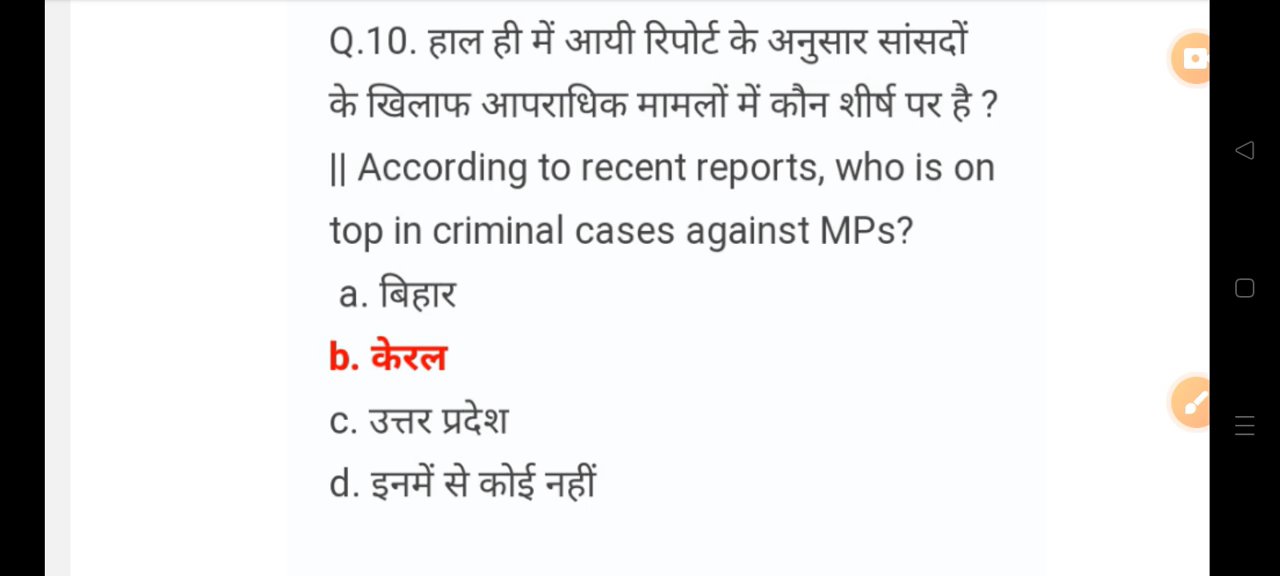 Q.10. हाल ही में आयी रिपोर्ट के अनुसार सांसदों
के खिलाफ आपराधिक मामलों में कौन शीर्ष पर है ?
|| According to recent reports, who is on
top in criminal cases against MPs?
a. बिहार
b. केरल
c. उत्तर प्रदेश
d. इनमें से कोई नहीं